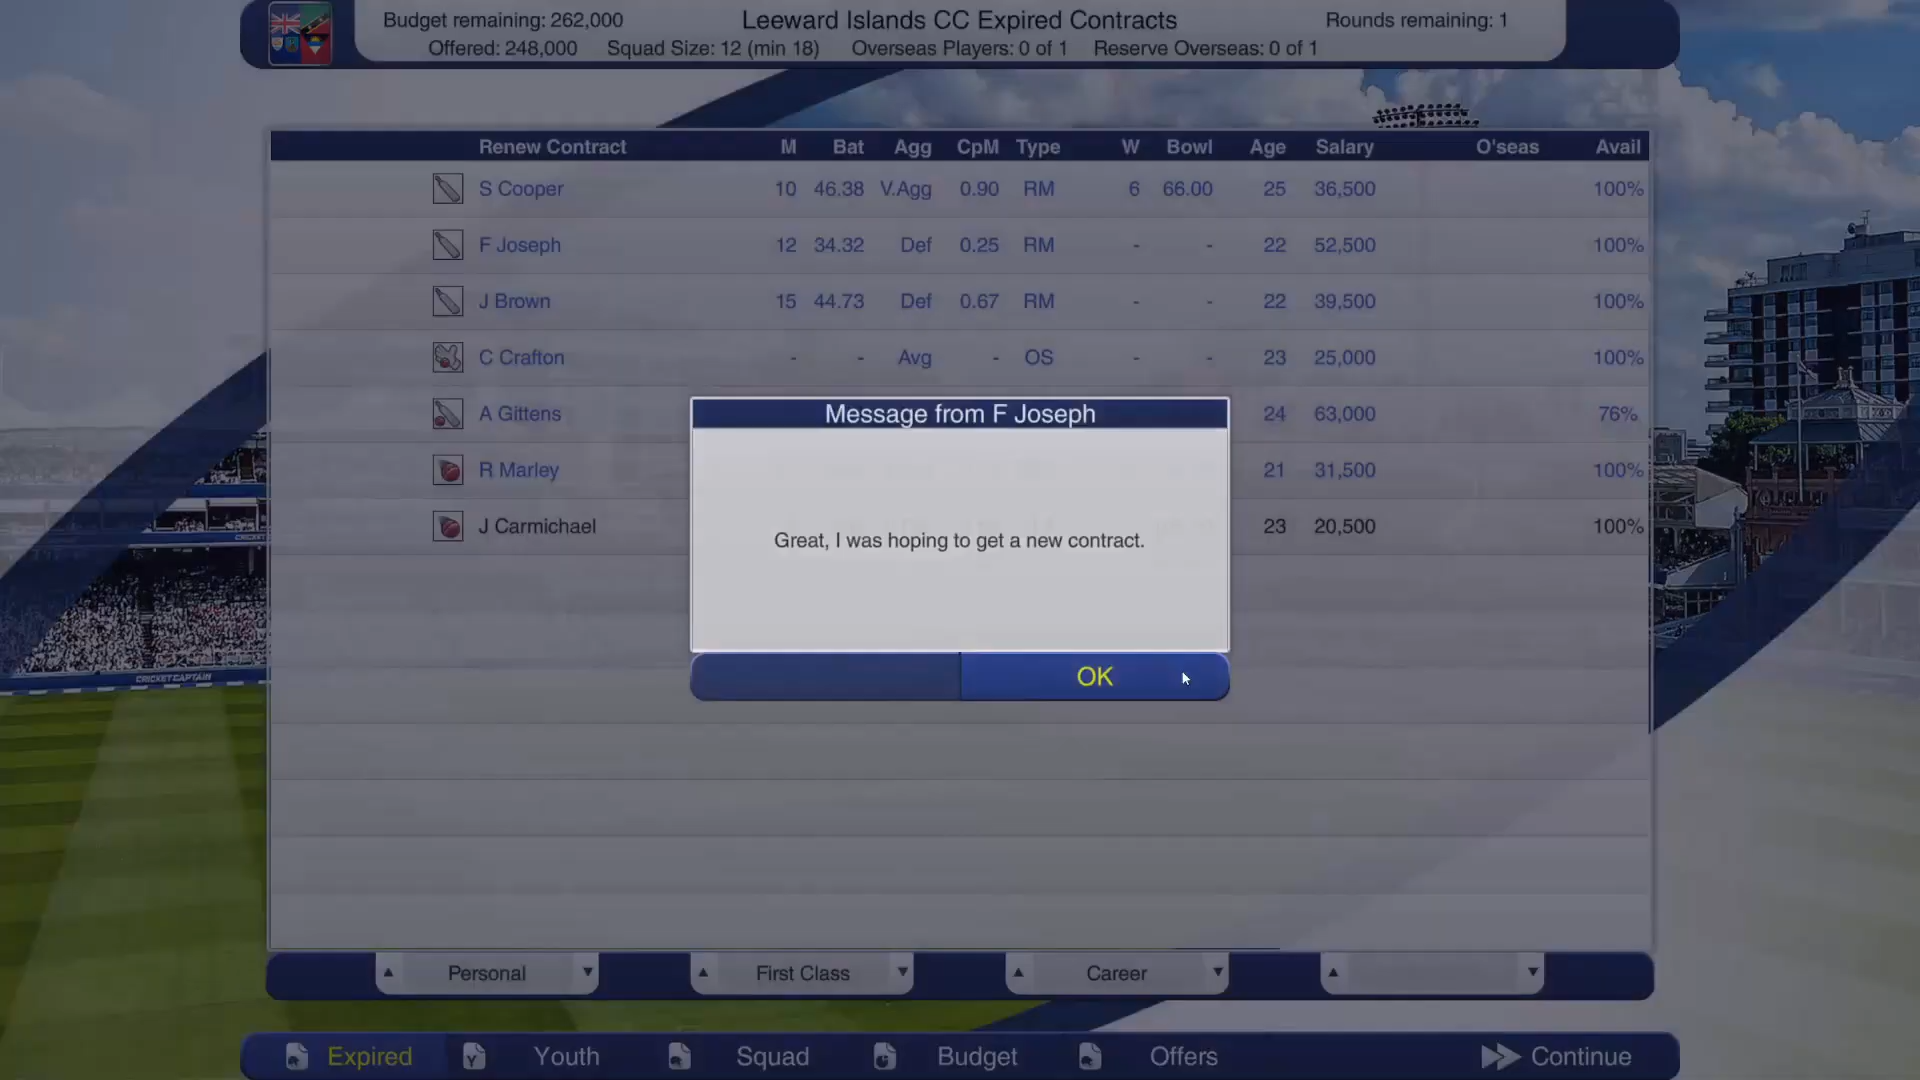 Budget remaining: 262,000 Leeward Islands CC Expired Contracts Rounds remaining: 1
Offered: 248,000 Squad Size: 12 (min 18) Overseas Players: 0 of 1 Reserve Overseas: 0 of 1
Renew Contract M Bat Agg CpM Type W Bowl Age Salary O'seas Avail
S Cooper 10 46.38 V.Agg 0.90 RM 6 66.00 25 36,500 100%
F Joseph 12 34.32 Def 0.25 RM - - 22 52,500 100%
J Brown 15 44.73 Def 0.67 RM - - 22 39,500 100%
C Crafton - - Avg - OS - - 23 25,000 100%
A Gittens 24 63,000 76%
Message from F Joseph
R Marley 21 31,500 100%
J Carmichael 23 20,500 100%
Great, I was hoping to get a new contract.
OK
CRICKET CAPTAIN
Personal First Class Career
Expired Youth Squad Budget Offers Continue